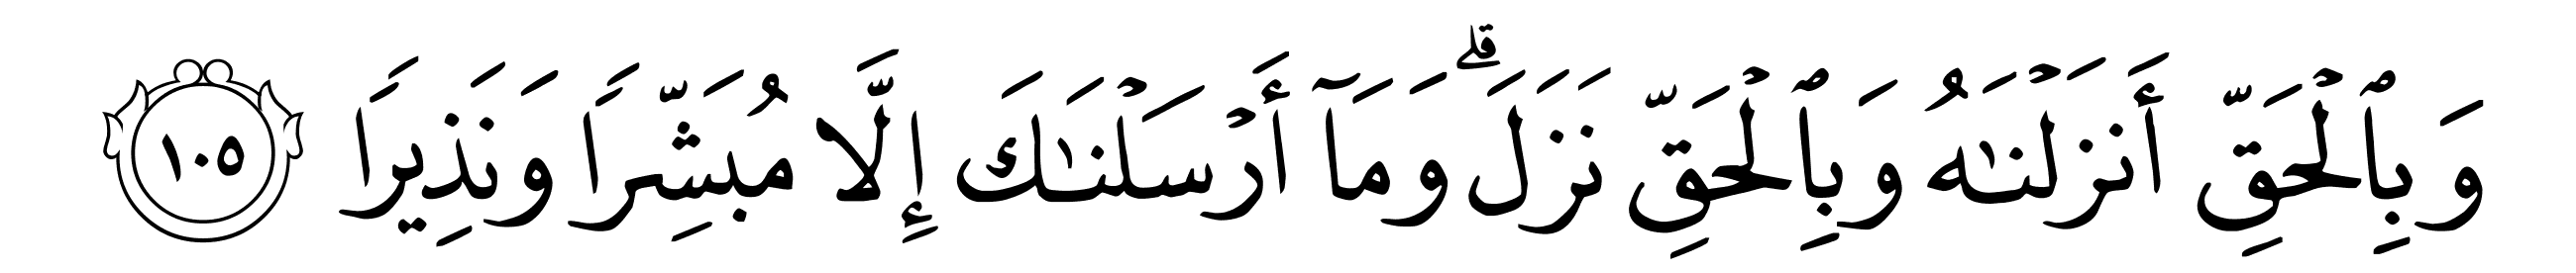 وَبِٱلْحَقِّ أَنزَلْنَـٰهُ وَبِٱلْحَقِّ نَزَلَ ۗ وَمَآ أَرْسَلْنَـٰكَ إِلَّا مُبَشِّرًا وَنَذِيرًا ١٠٥